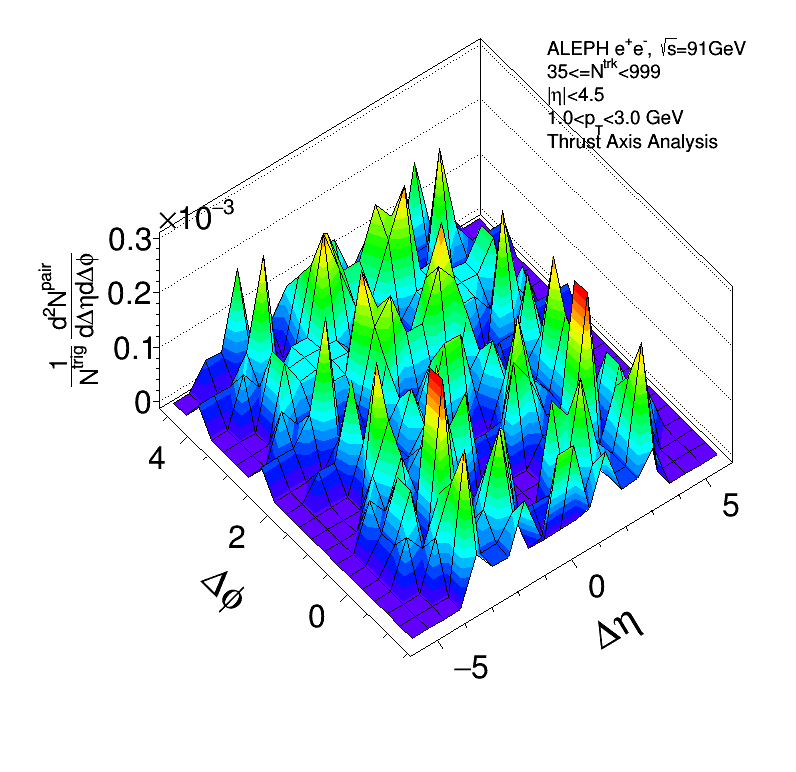 ALEPH e⁺e⁻, √s=91GeV
35<=N^trk<999
|η|<4.5
1.0<p_T<3.0 GeV
Thrust Axis Analysis
×10⁻³
0.3
0.2
0.1
0
1/N^trig d²N^pair/dΔηdΔϕ
4
2
0
Δϕ
−5
0
5
Δη